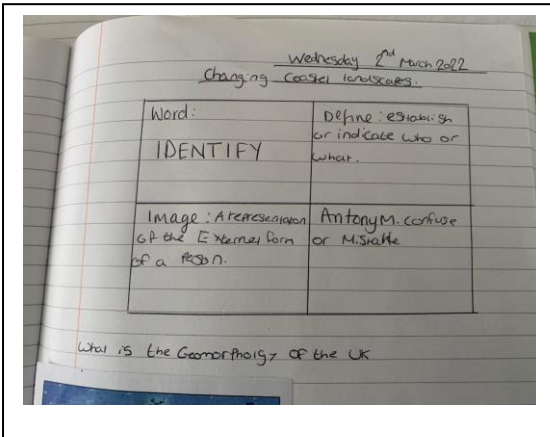 Wednesday 2nd March 2022
Changing Coastal landscapes.
Word:
IDENTIFY
Define: establish
or indicate who or
what.
Image: A representation
of the External form
of a Person.
Antonym. confuse
or Mistake
What is the Geomorphology of the UK